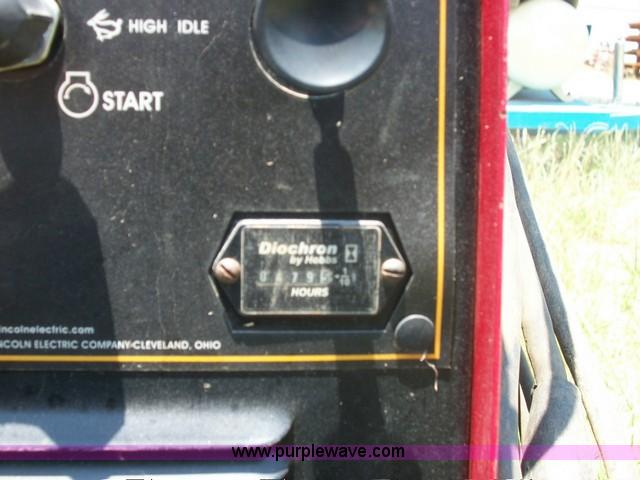 HIGH IDLE
START
Diochron
by Hobbs
HOURS
incolnelectric.com
INCOLN ELECTRIC COMPANY-CLEVELAND, OHIO
www.purplewave.com